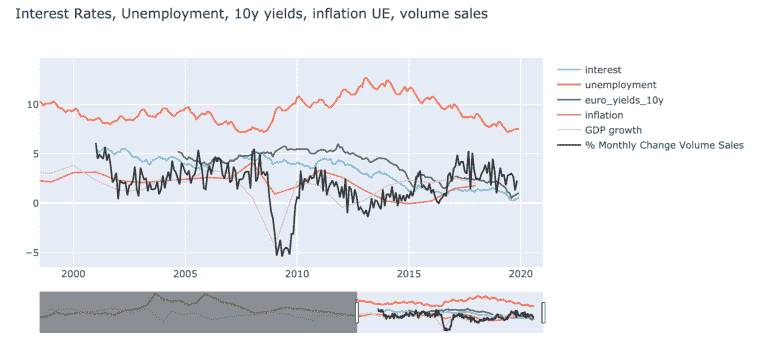 Interest Rates, Unemployment, 10y yields, inflation UE, volume sales
interest
unemployment
euro_yields_10y
inflation
GDP growth
% Monthly Change Volume Sales
10
5
0
−5
2000 2005 2010 2015 2020